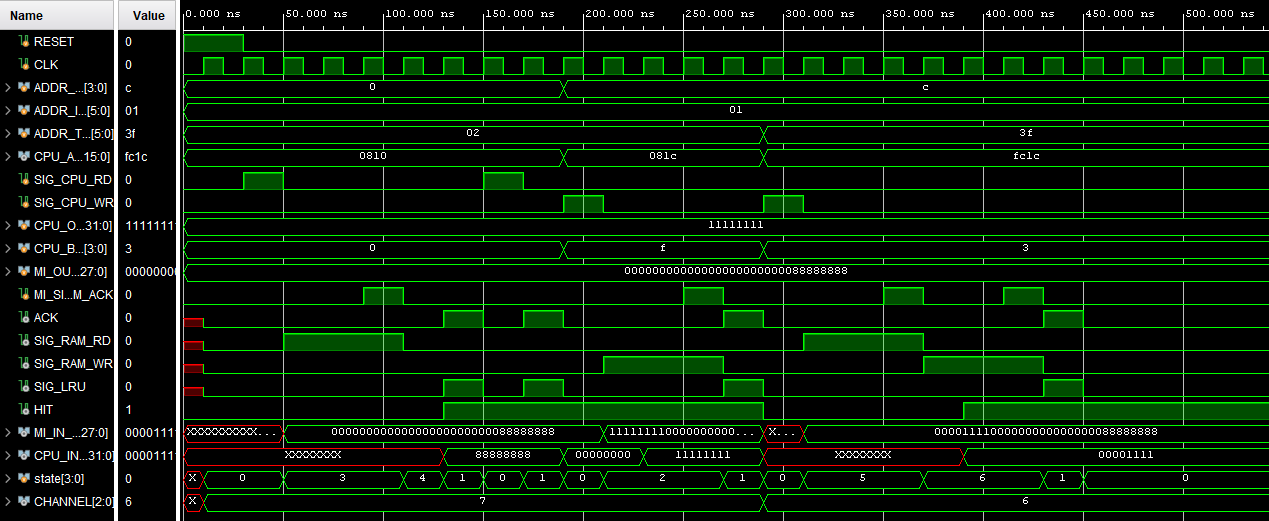 Name Value 0.000 ns 50.000 ns 100.000 ns 150.000 ns 200.000 ns 250.000 ns 300.000 ns 350.000 ns 400.000 ns 450.000 ns 500.000 ns
RESET 0
CLK 0
ADDR_...[3:0] c 0 c
ADDR_I...[5:0] 01 01
ADDR_T...[5:0] 3f 02 3f
CPU_A...15:0] fc1c 0810 081c fc1c
SIG_CPU_RD 0
SIG_CPU_WR 0
CPU_O...31:0] 11111111 11111111
CPU_B...[3:0] 3 0 f 3
MI_OU...27:0] 00000000 00000000000000000000000088888888
MI_SI...M_ACK 0
ACK 0
SIG_RAM_RD 0
SIG_RAM_WR 0
SIG_LRU 0
HIT 1
MI_IN_...27:0] 00001111 XXXXXXXXXX... 00000000000000000000000088888888 1111111110000000000... X... 00001111000000000000000088888888
CPU_IN...31:0] 00001111 XXXXXXXX 88888888 00000000 11111111 XXXXXXXX 00001111
state[3:0] 0 X 0 3 4 1 0 1 0 2 1 0 5 6 1 0
CHANNEL[2:0] 6 X 7 6